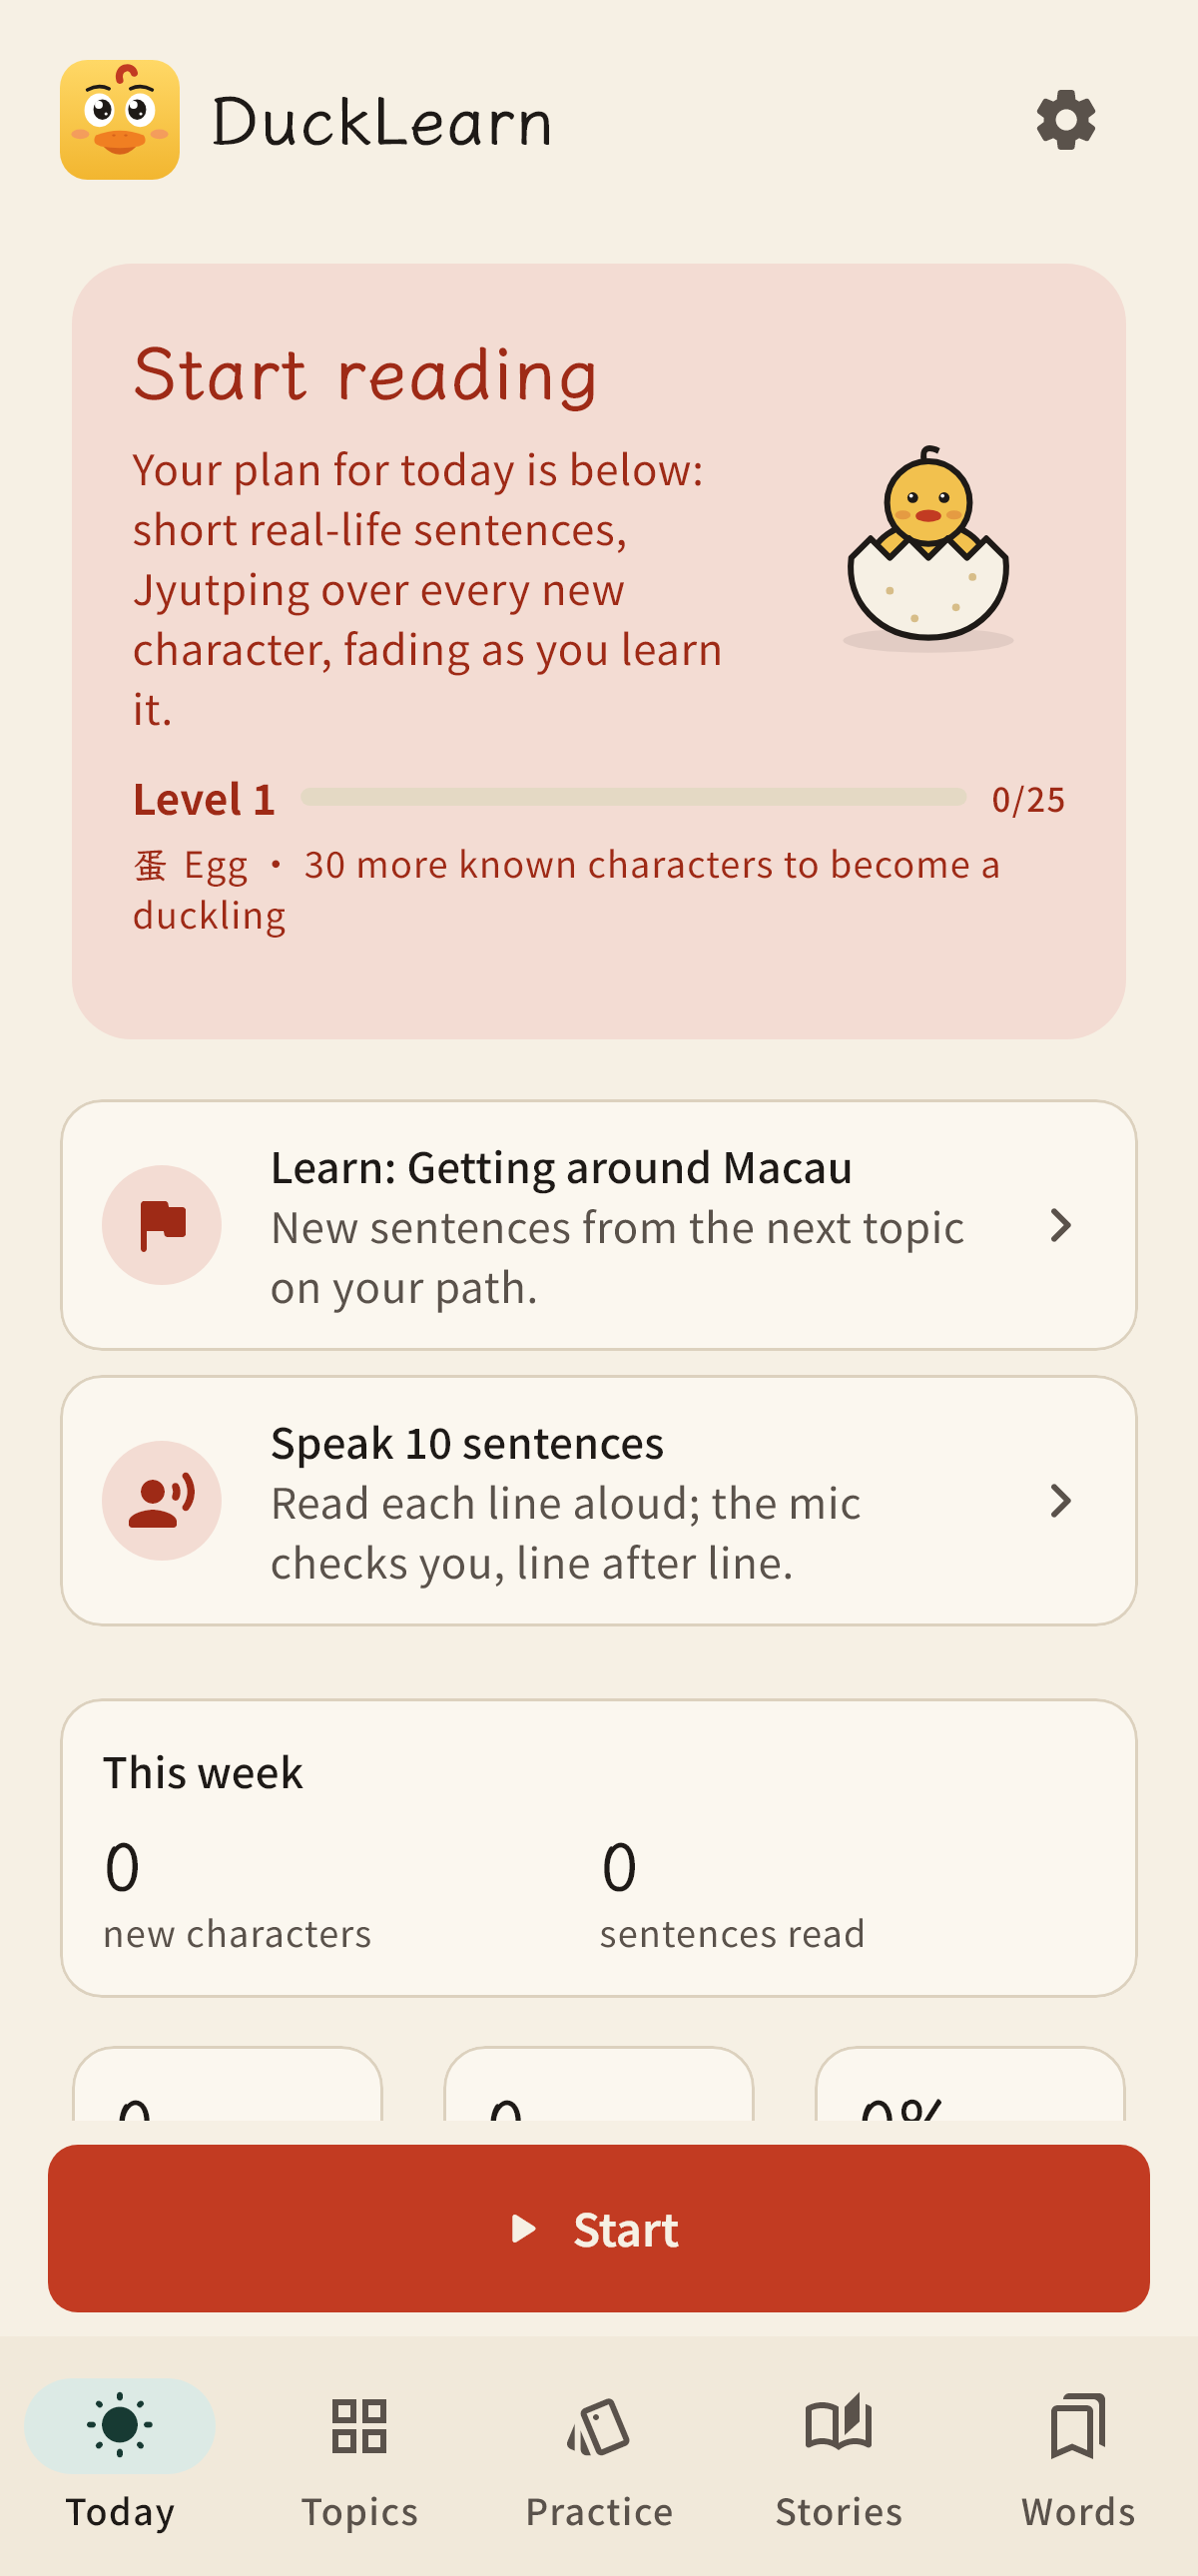 DuckLearn
Start reading
Your plan for today is below:
short real-life sentences,
Jyutping over every new
character, fading as you learn
it.
Level 1
0/25
蛋 Egg · 30 more known characters to become a
duckling
Learn: Getting around Macau
New sentences from the next topic
on your path.
Speak 10 sentences
Read each line aloud; the mic
checks you, line after line.
This week
0 0
new characters sentences read
0 0 0%
Start
Today Topics Practice Stories Words